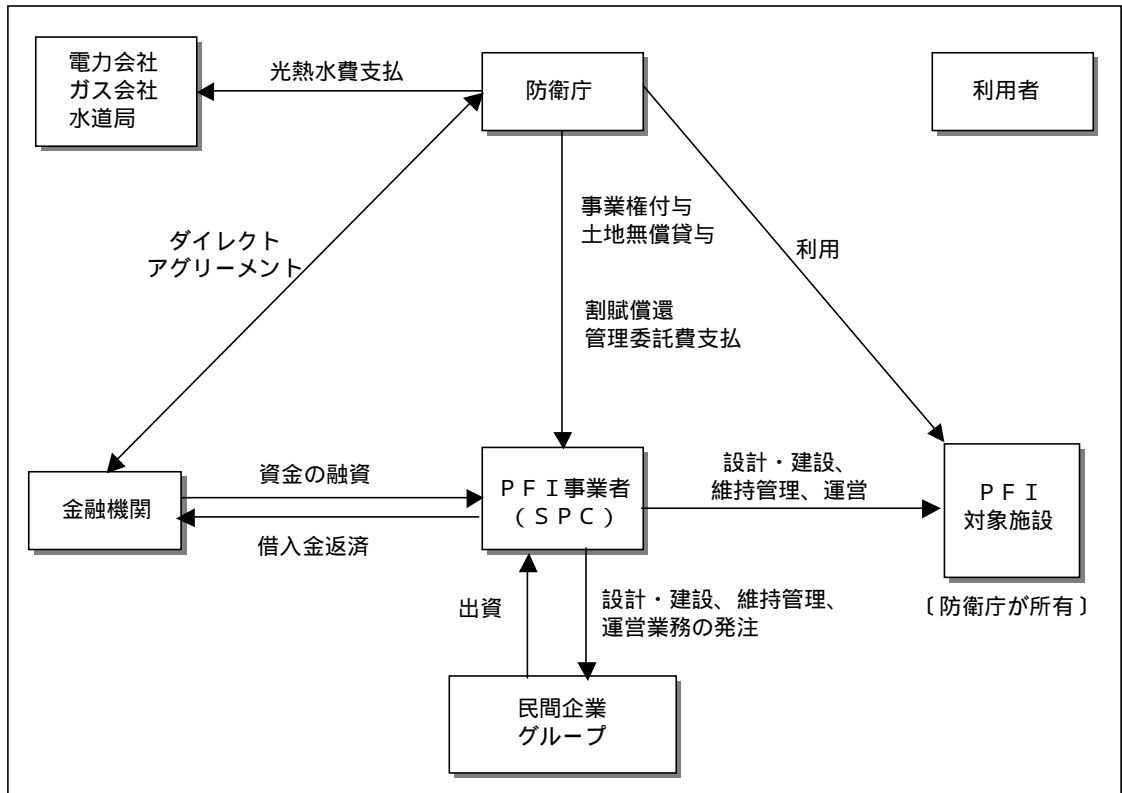 電力会社
ガス会社
水道局
光熱水費支払
防衛庁
利用者
事業権付与
土地無償貸与
利用
ダイレクト
アグリーメント
割賦償還
管理委託費支払
金融機関
資金の融資
借入金返済
ＰＦＩ事業者
（ＳＰＣ）
設計・建設、
維持管理、運営
ＰＦＩ
対象施設
〔防衛庁が所有〕
出資
設計・建設、維持管理、
運営業務の発注
民間企業
グループ